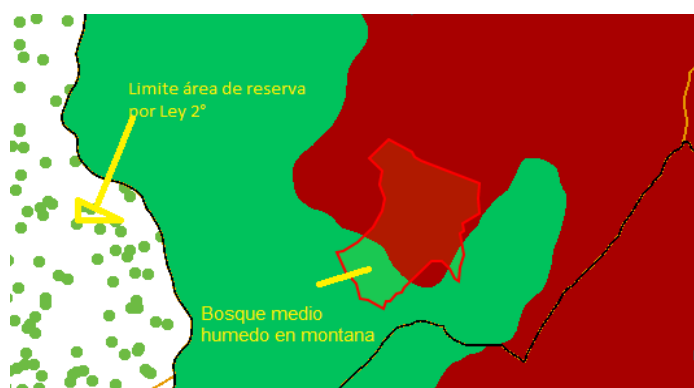 Limite área de reserva
por Ley 2°
Bosque medio
humedo en montana